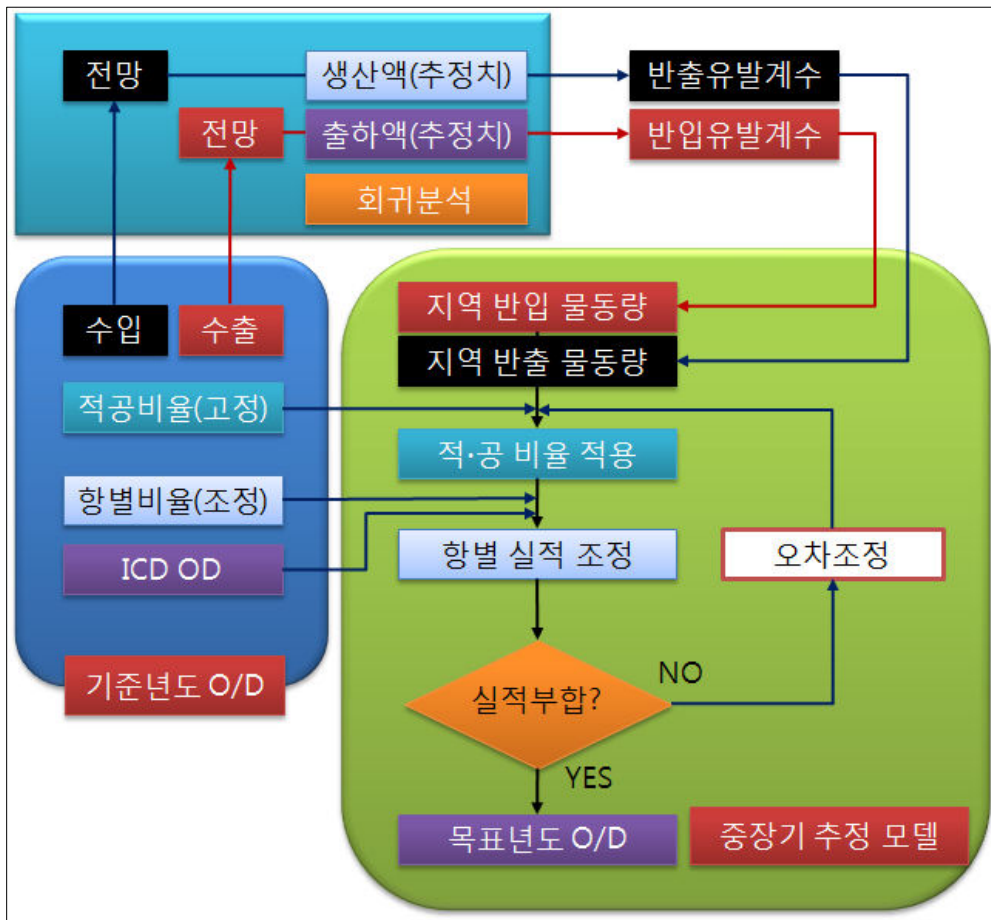 전망
생산액(추정치)
반출유발계수
전망
출하액(추정치)
반입유발계수
회귀분석
수입
수출
적공비율(고정)
항별비율(조정)
ICD OD
기준년도 O/D
지역 반입 물동량
지역 반출 물동량
적·공 비율 적용
항별 실적 조정
오차조정
실적부합?
NO
YES
목표년도 O/D
중장기 추정 모델